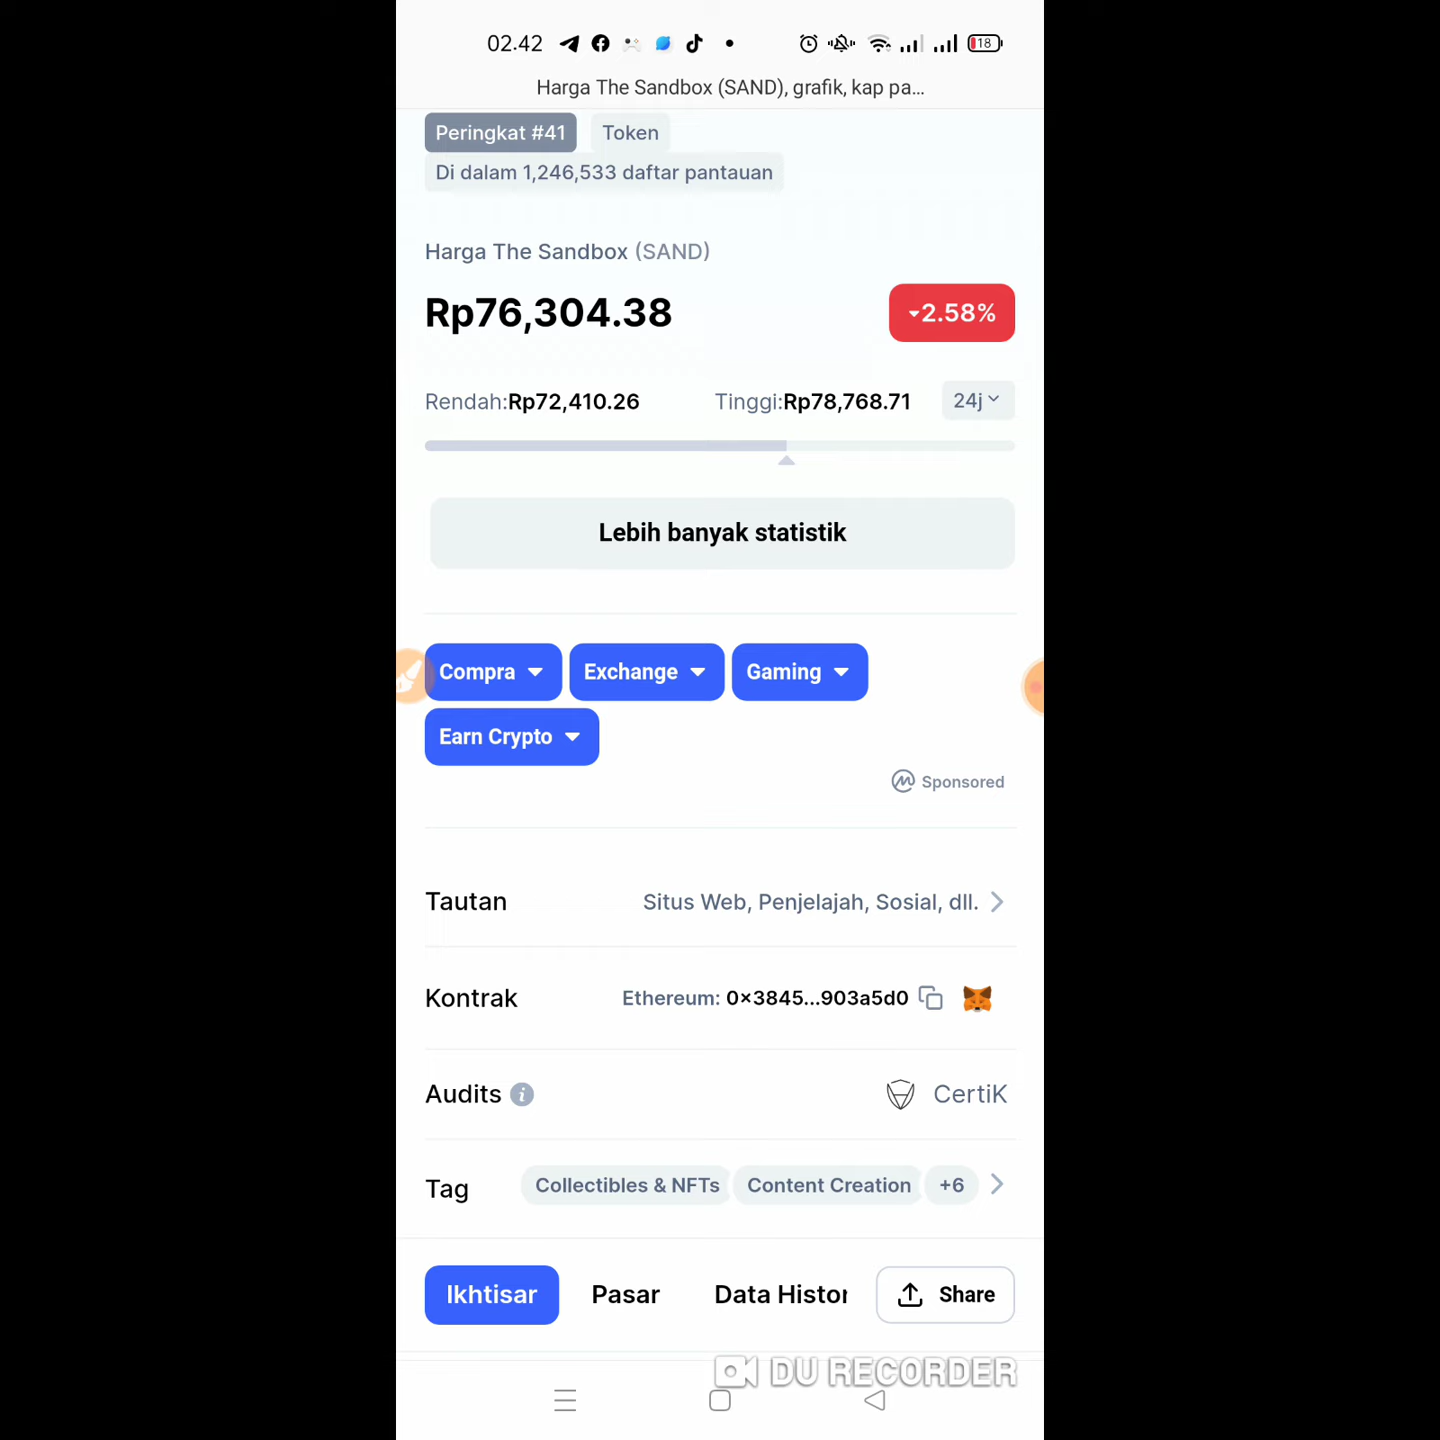 02.42
18
Harga The Sandbox (SAND), grafik, kap pa...
Peringkat #41 Token
Di dalam 1,246,533 daftar pantauan
Harga The Sandbox (SAND)
Rp76,304.38 2.58%
Rendah:Rp72,410.26 Tinggi:Rp78,768.71 24j
Lebih banyak statistik
Compra Exchange Gaming
Earn Crypto
Sponsored
Tautan Situs Web, Penjelajah, Sosial, dll.
Kontrak Ethereum: 0x3845...903a5d0
Audits CertiK
Tag Collectibles & NFTs Content Creation +6
Ikhtisar Pasar Data Histor Share
DU RECORDER